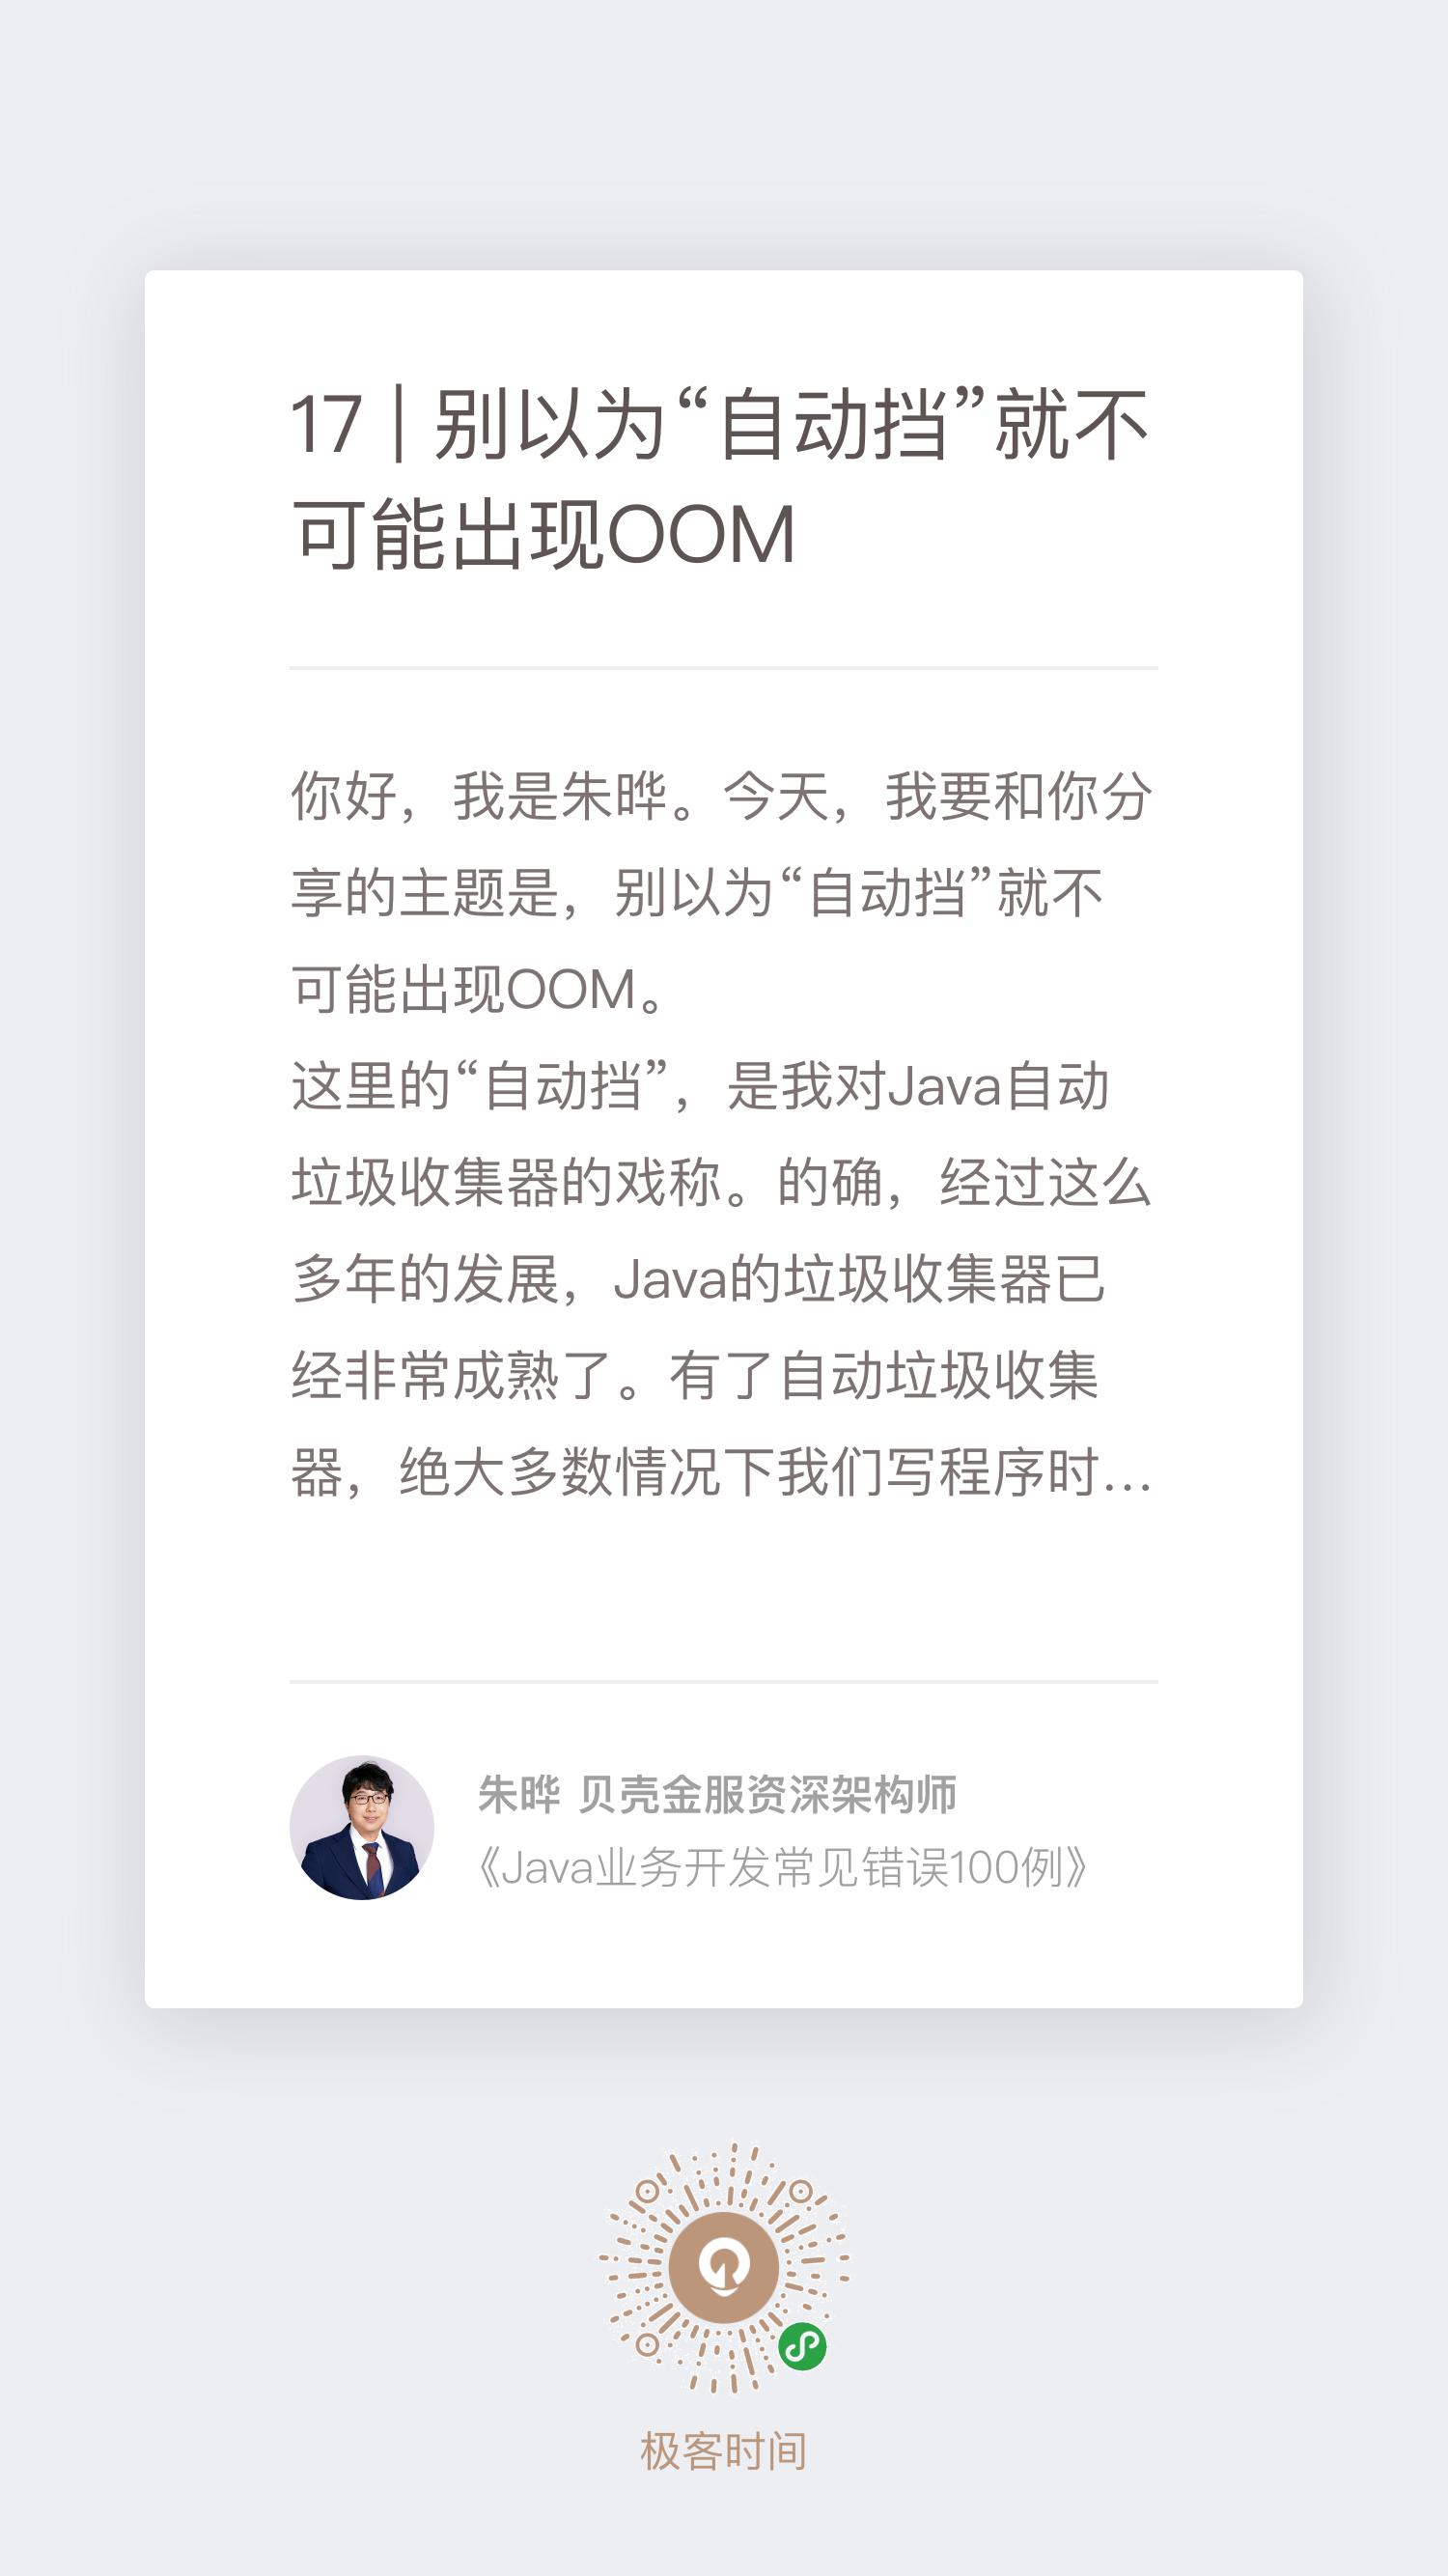 17 | 别以为“自动挡”就不
可能出现OOM
你好，我是朱晔。今天，我要和你分
享的主题是，别以为“自动挡”就不
可能出现OOM。
这里的“自动挡”，是我对Java自动
垃圾收集器的戏称。的确，经过这么
多年的发展，Java的垃圾收集器已
经非常成熟了。有了自动垃圾收集
器，绝大多数情况下我们写程序时...
朱晔 贝壳金服资深架构师
《Java业务开发常见错误100例》
极客时间